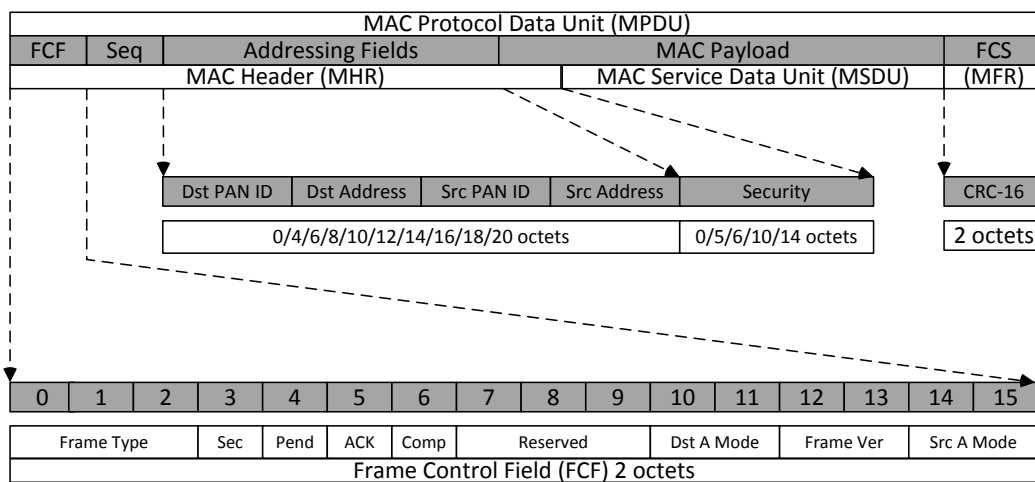 MAC Protocol Data Unit (MPDU)
FCF Seq Addressing Fields MAC Payload FCS
MAC Header (MHR) MAC Service Data Unit (MSDU) (MFR)
Dst PAN ID Dst Address Src PAN ID Src Address Security CRC-16
0/4/6/8/10/12/14/16/18/20 octets 0/5/6/10/14 octets 2 octets
0 1 2 3 4 5 6 7 8 9 10 11 12 13 14 15
Frame Type Sec Pend ACK Comp Reserved Dst A Mode Frame Ver Src A Mode
Frame Control Field (FCF) 2 octets